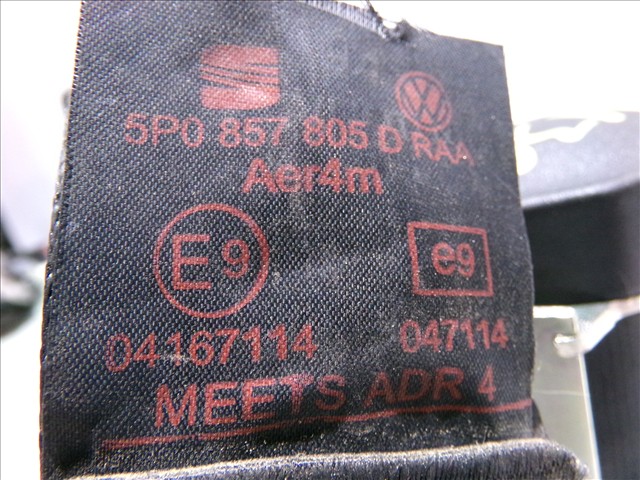 5P0 857 805 D RAA
Aer4m
E9 e9
04167114 047114
MEETS ADR 4